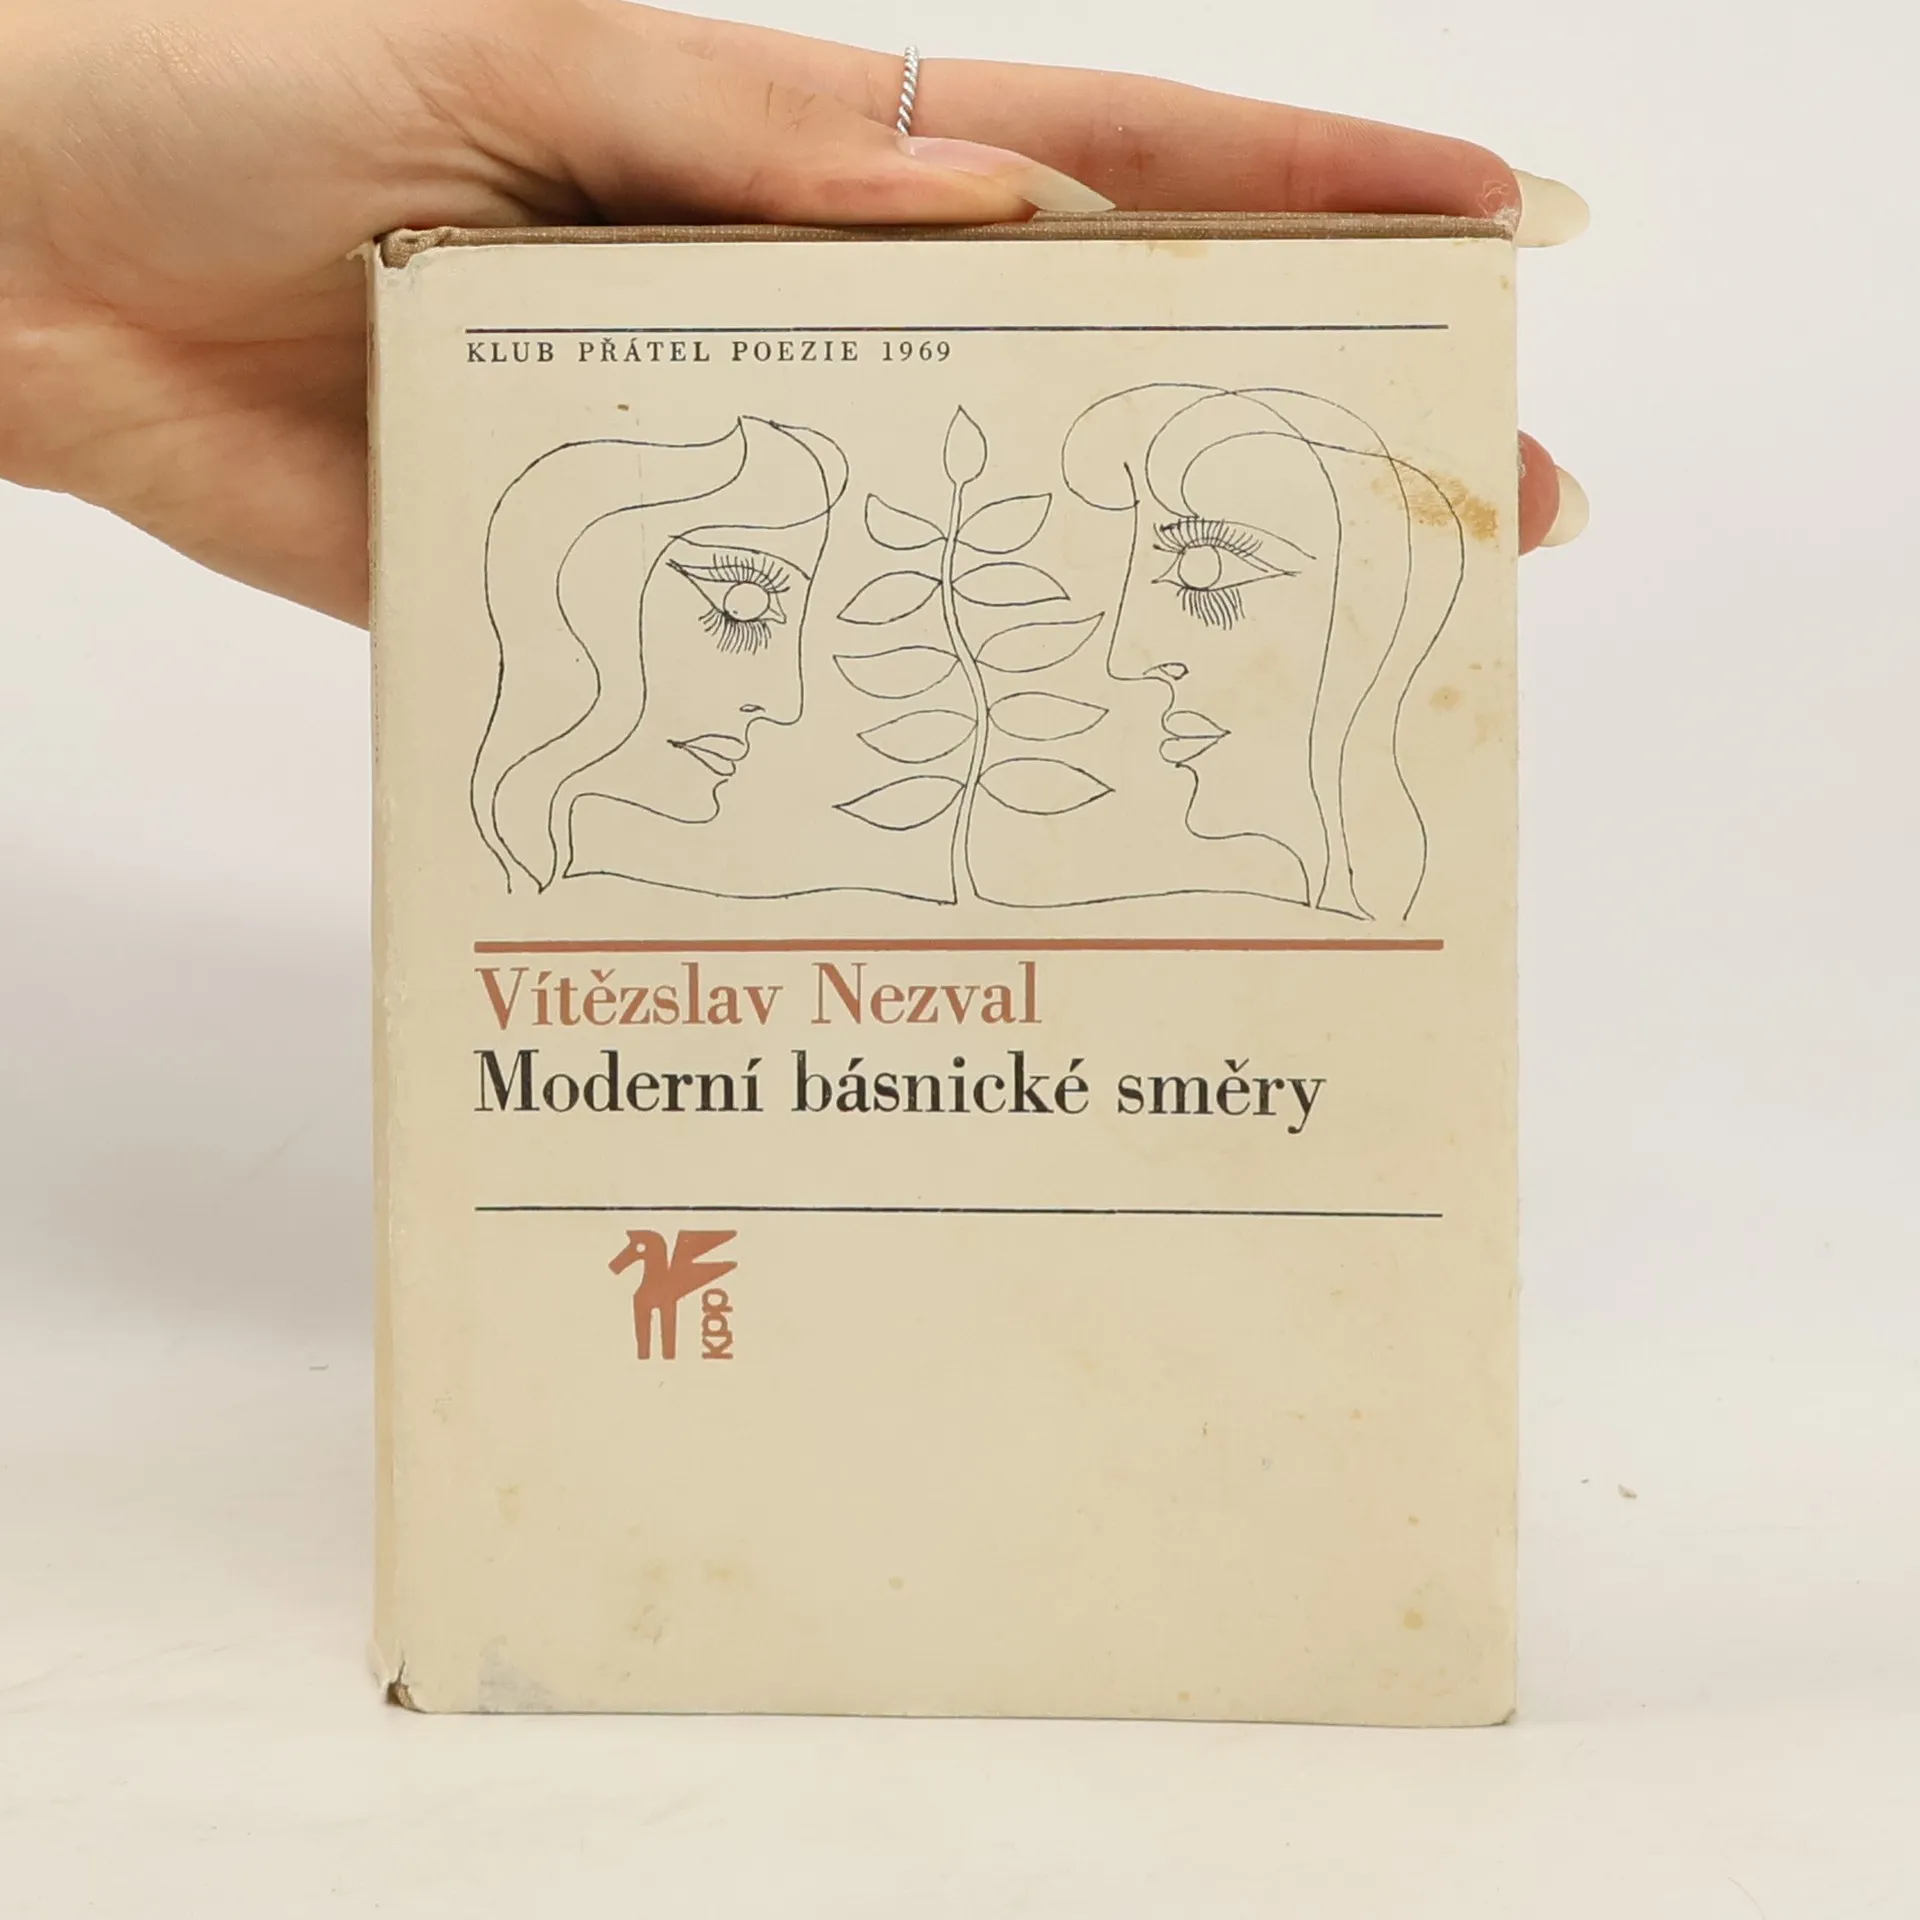 KLUB PŘÁTEL POEZIE 1969
Vítězslav Nezval
Moderní básnické směry
kpp